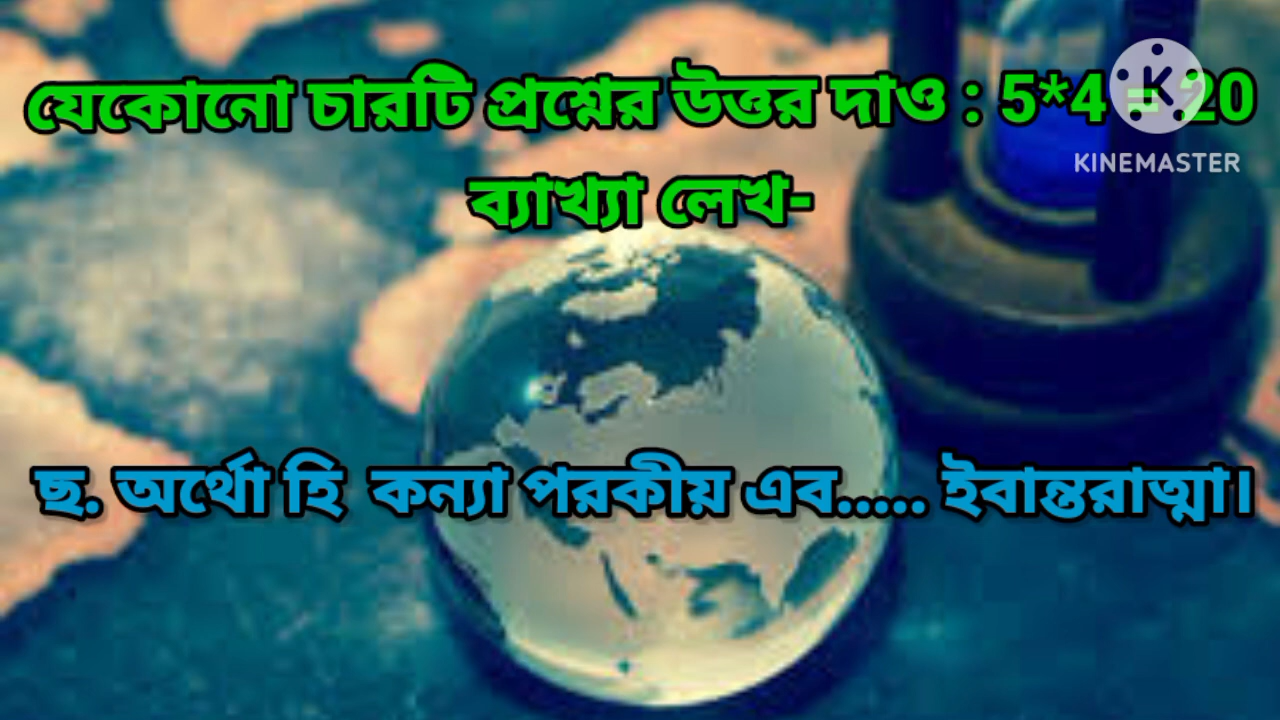 যেকোনো চারটি প্রশ্নের উত্তর দাও : 5*4 = 20
KINEMASTER
ব্যাখ্যা লেখ-
ছ. অর্থো হি কন্যা পরকীয় এব..... ইবান্তরাত্মা।